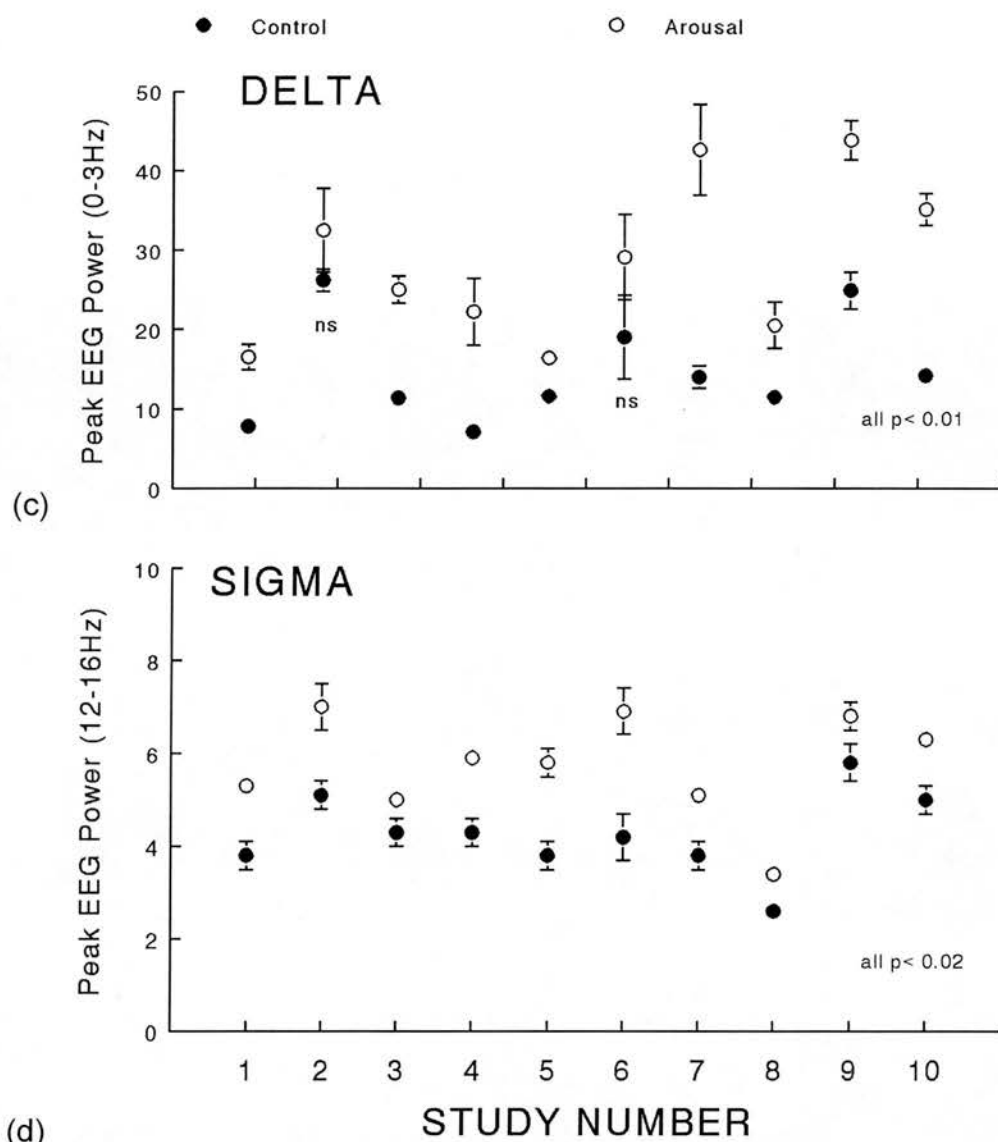 Control Arousal
DELTA
Peak EEG Power (0-3Hz)
50
40
30
20
10
0
ns
ns
all p< 0.01
(c)
SIGMA
Peak EEG Power (12-16Hz)
10
8
6
4
2
0
all p< 0.02
1 2 3 4 5 6 7 8 9 10
STUDY NUMBER
(d)